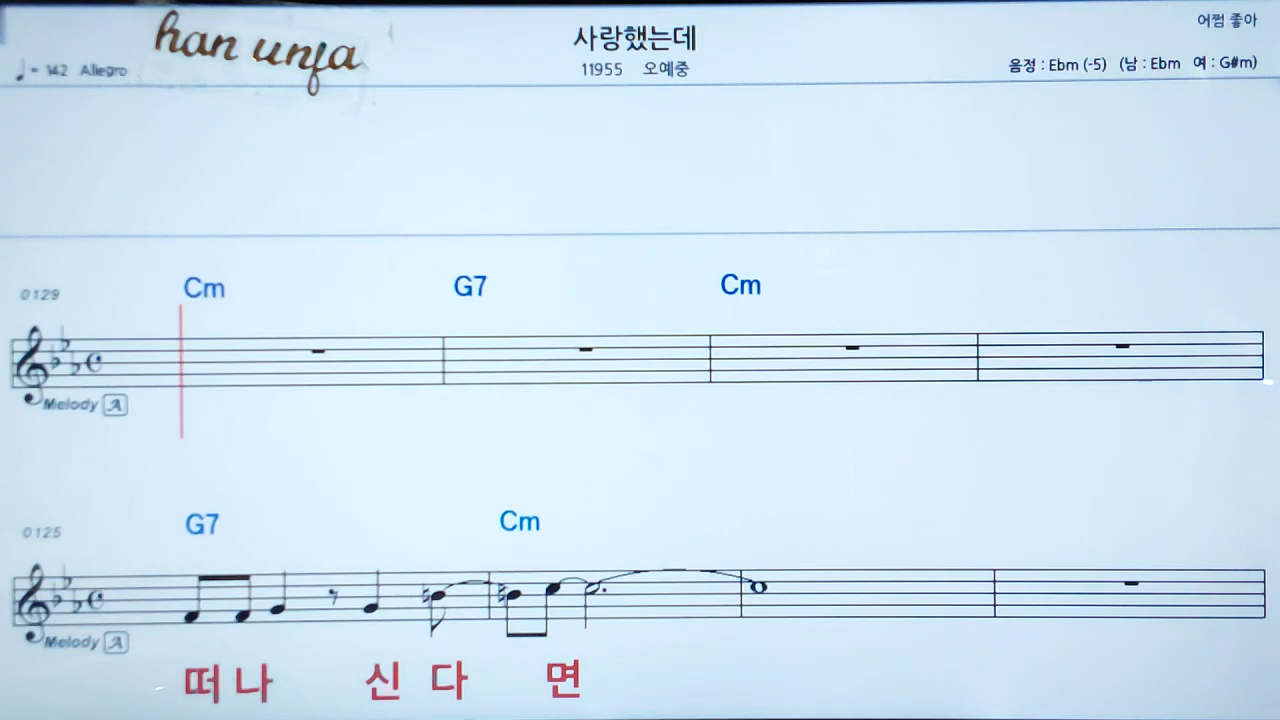 han unja
사랑했는데
어쩜 좋아
♩= 142 Allegro
11955 오예중
음정 : Ebm (-5) (남 : Ebm 여 : G#m)
Cm G7 Cm
0129
Melody A
G7 Cm
0125
Melody A
떠나 신다 면